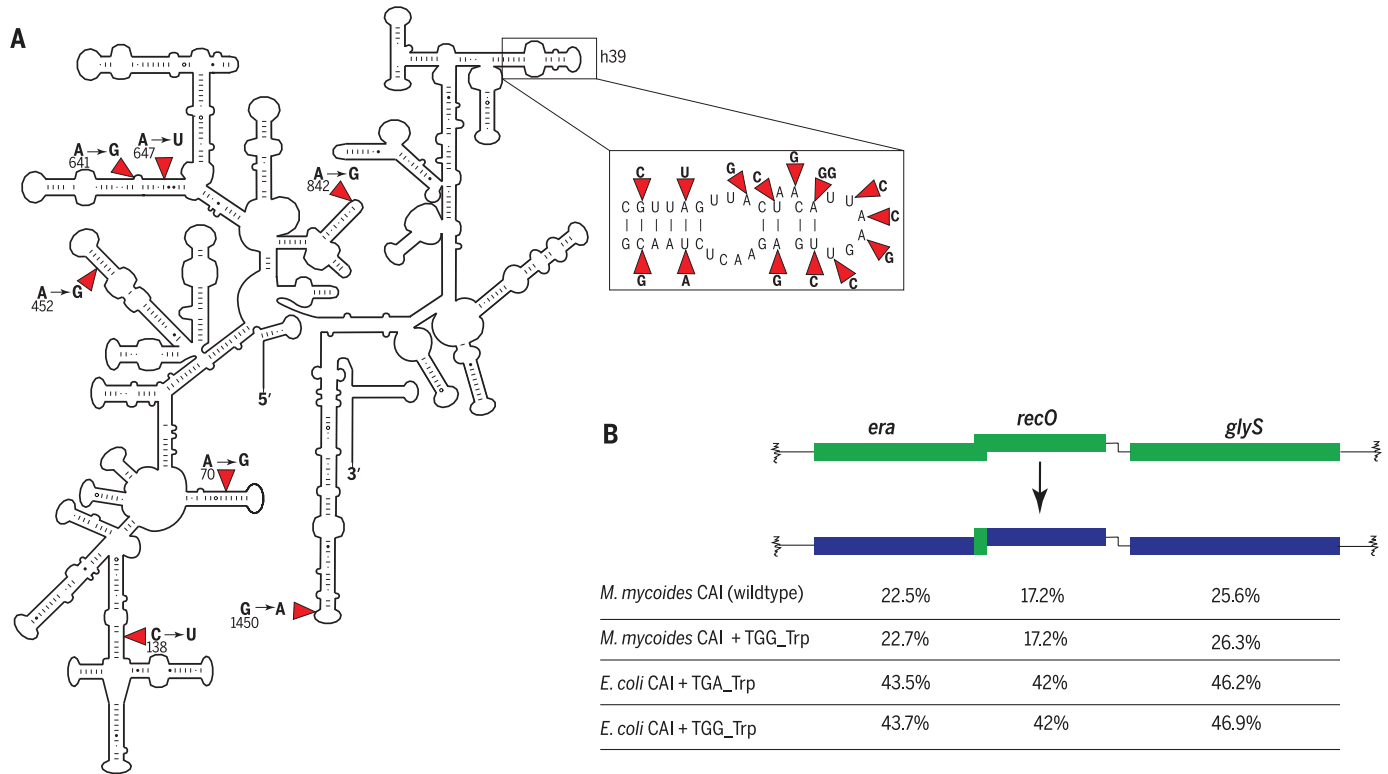 A
h39
A→G
641
A→U
647
A→G
842
C U G C A A G GG C
C G U U A G U U A C U C A U U A C
G C A A U C U C A A G A G U U G A G
G A G C C
A→G
452
5′
3′
A→G
70
G→A
1450
C→U
138
B
era recO glyS
M. mycoides CAI (wildtype) 22.5% 17.2% 25.6%
M. mycoides CAI + TGG_Trp 22.7% 17.2% 26.3%
E. coli CAI + TGA_Trp 43.5% 42% 46.2%
E. coli CAI + TGG_Trp 43.7% 42% 46.9%